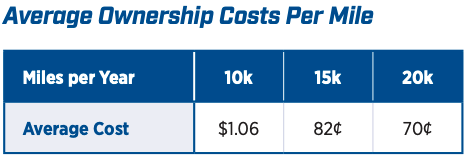 Average Ownership Costs Per Mile
Miles per Year 10k 15k 20k
Average Cost $1.06 82¢ 70¢